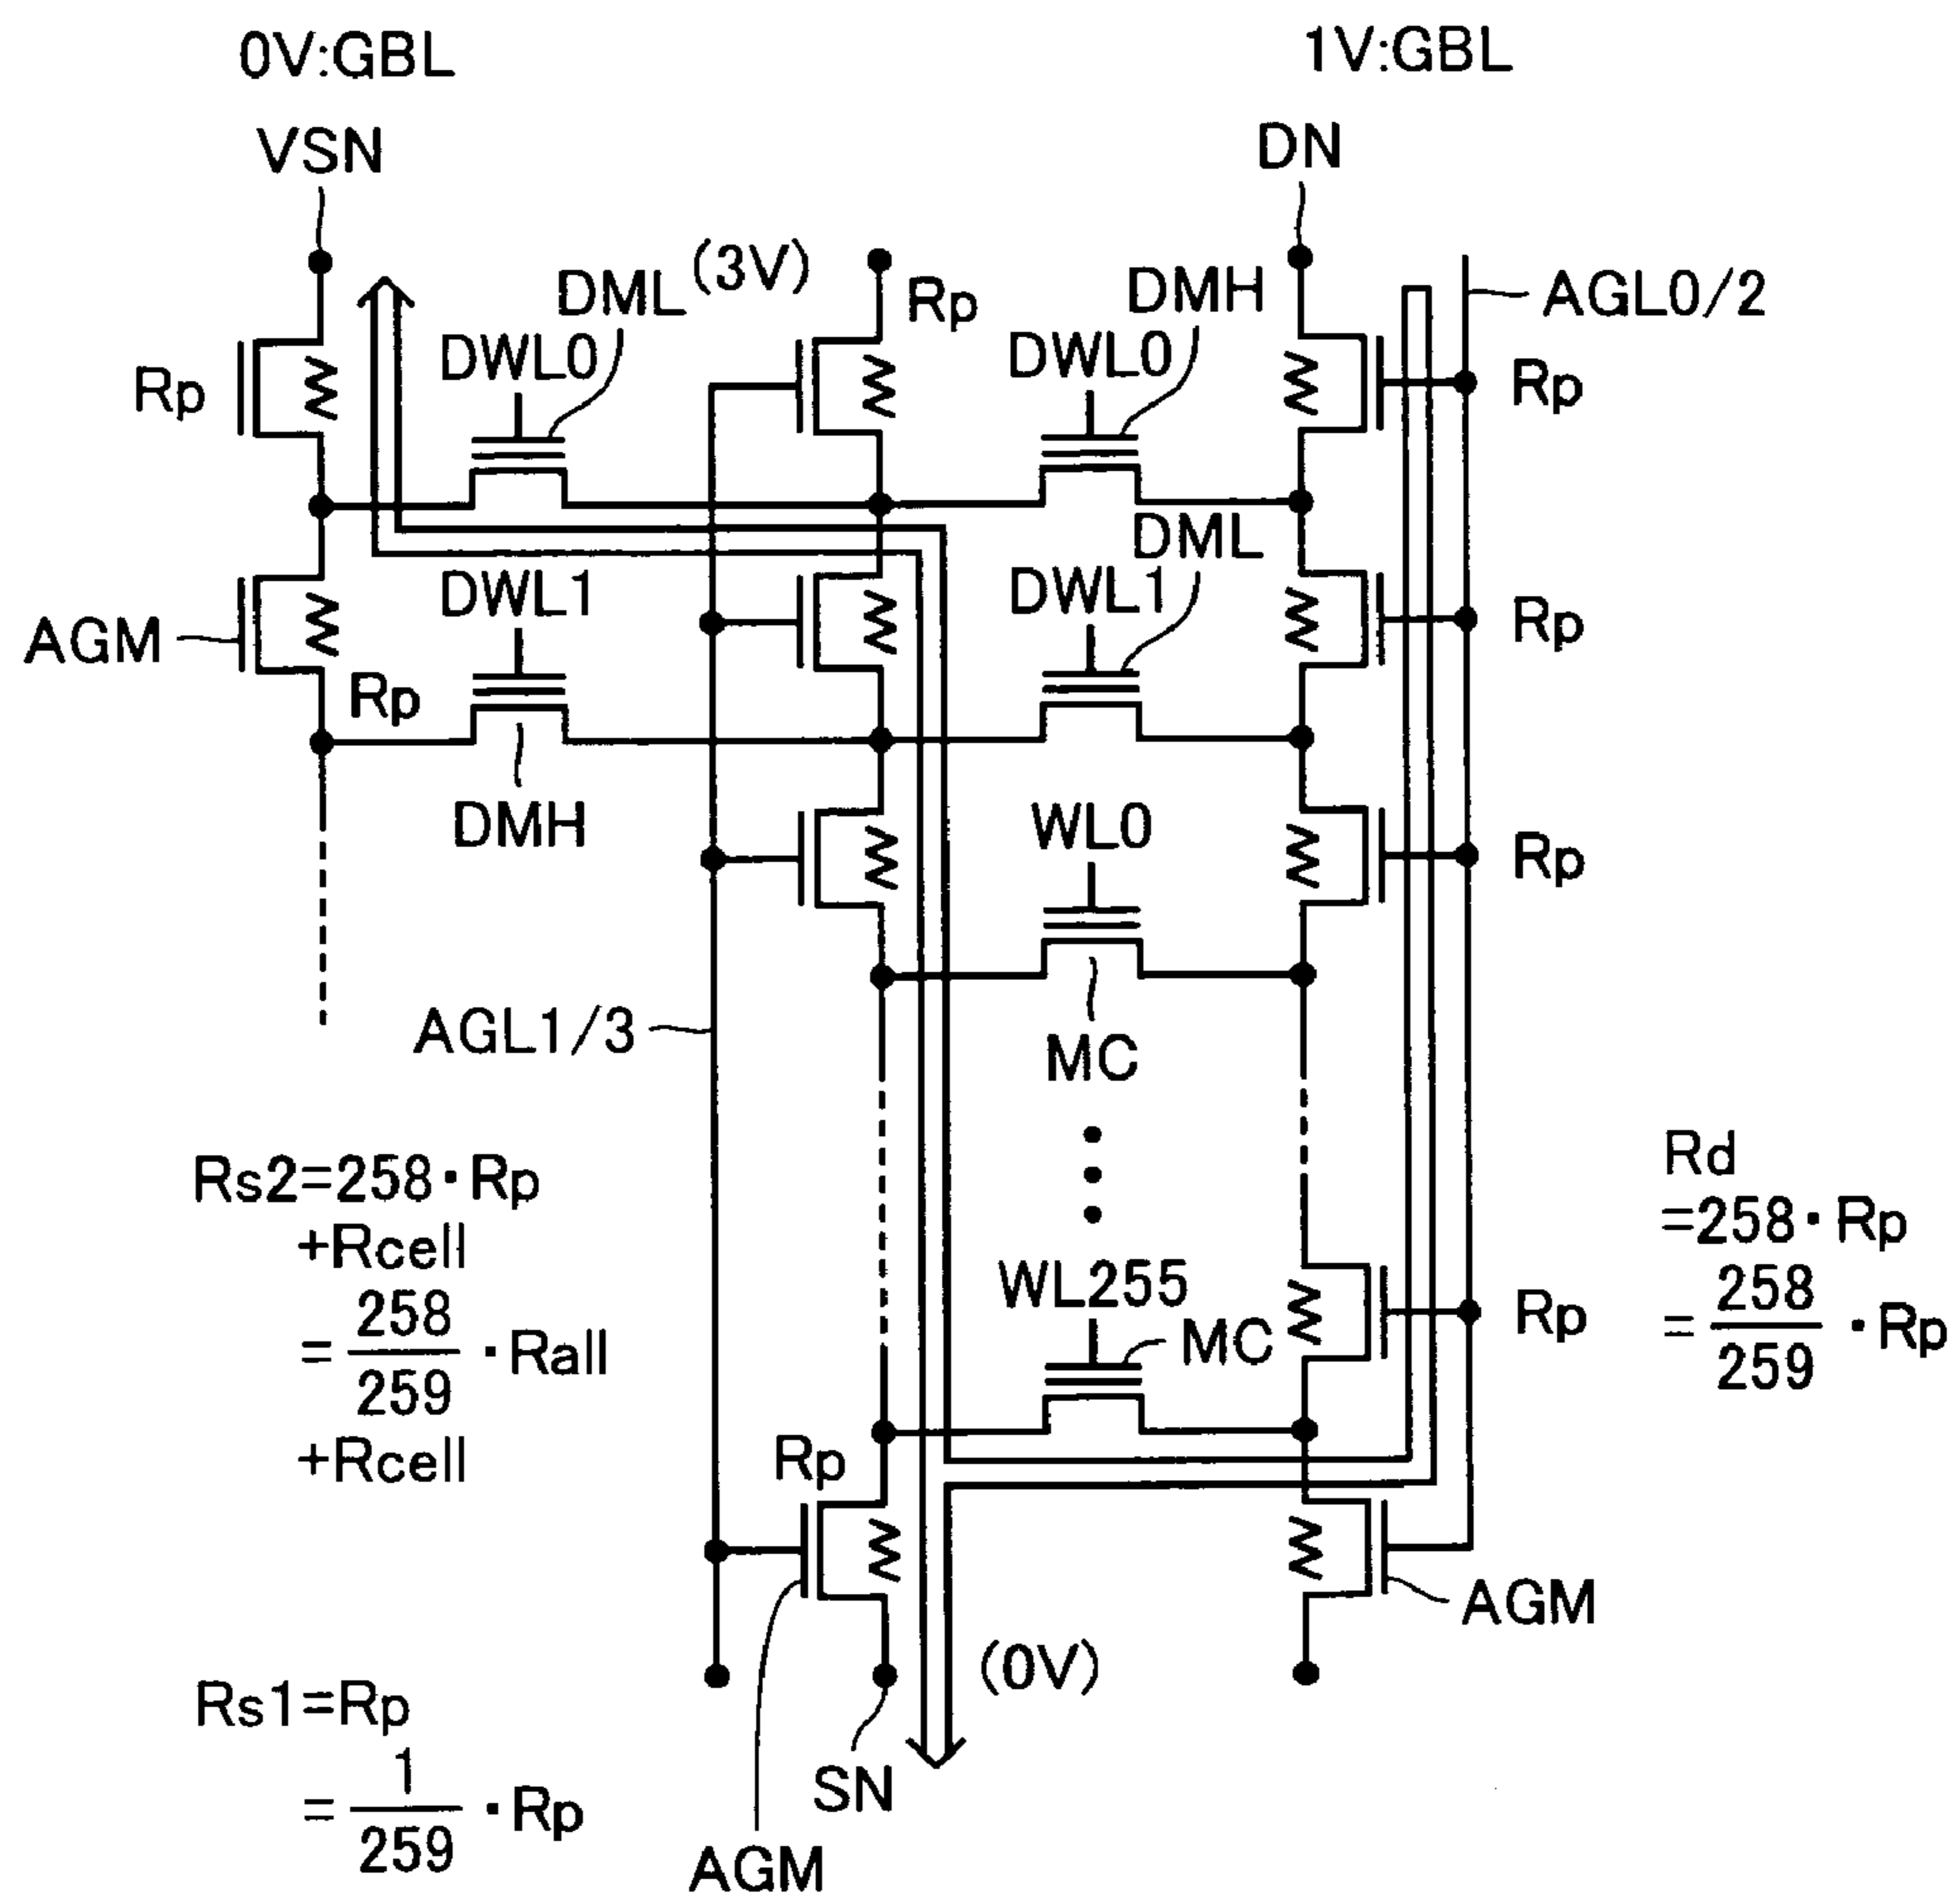 0V:GBL
1V:GBL
VSN
DN
DML
(3V)
Rp
DMH
AGL0/2
DWL0
DWL0
Rp
Rp
DML
DWL1
DWL1
AGM
Rp
Rp
DMH
WL0
Rp
AGL1/3
MC
Rs2=258·Rp
+Rcell
= 258/259 ·Rall
+Rcell
Rd
=258·Rp
= 258/259 ·Rp
WL255
MC
Rp
Rp
AGM
(0V)
Rs1=Rp
= 1/259 ·Rp
SN
AGM